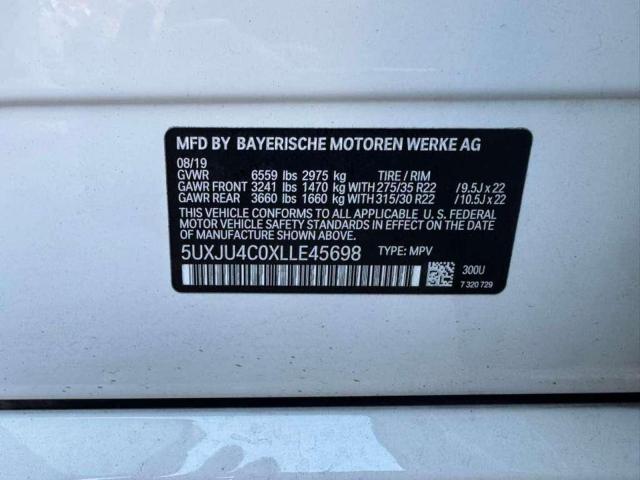 MFD BY BAYERISCHE MOTOREN WERKE AG
08/19
GVWR 6559 lbs 2975 kg TIRE / RIM
GAWR FRONT 3241 lbs 1470 kg WITH 275/35 R22 /9.5J x 22
GAWR REAR 3660 lbs 1660 kg WITH 315/30 R22 /10.5J x 22
THIS VEHICLE CONFORMS TO ALL APPLICABLE U. S. FEDERAL
MOTOR VEHICLE SAFETY STANDARDS IN EFFECT ON THE DATE
OF MANUFACTURE SHOWN ABOVE.
5UXJU4C0XLLE45698 TYPE: MPV
300U
7 320 729